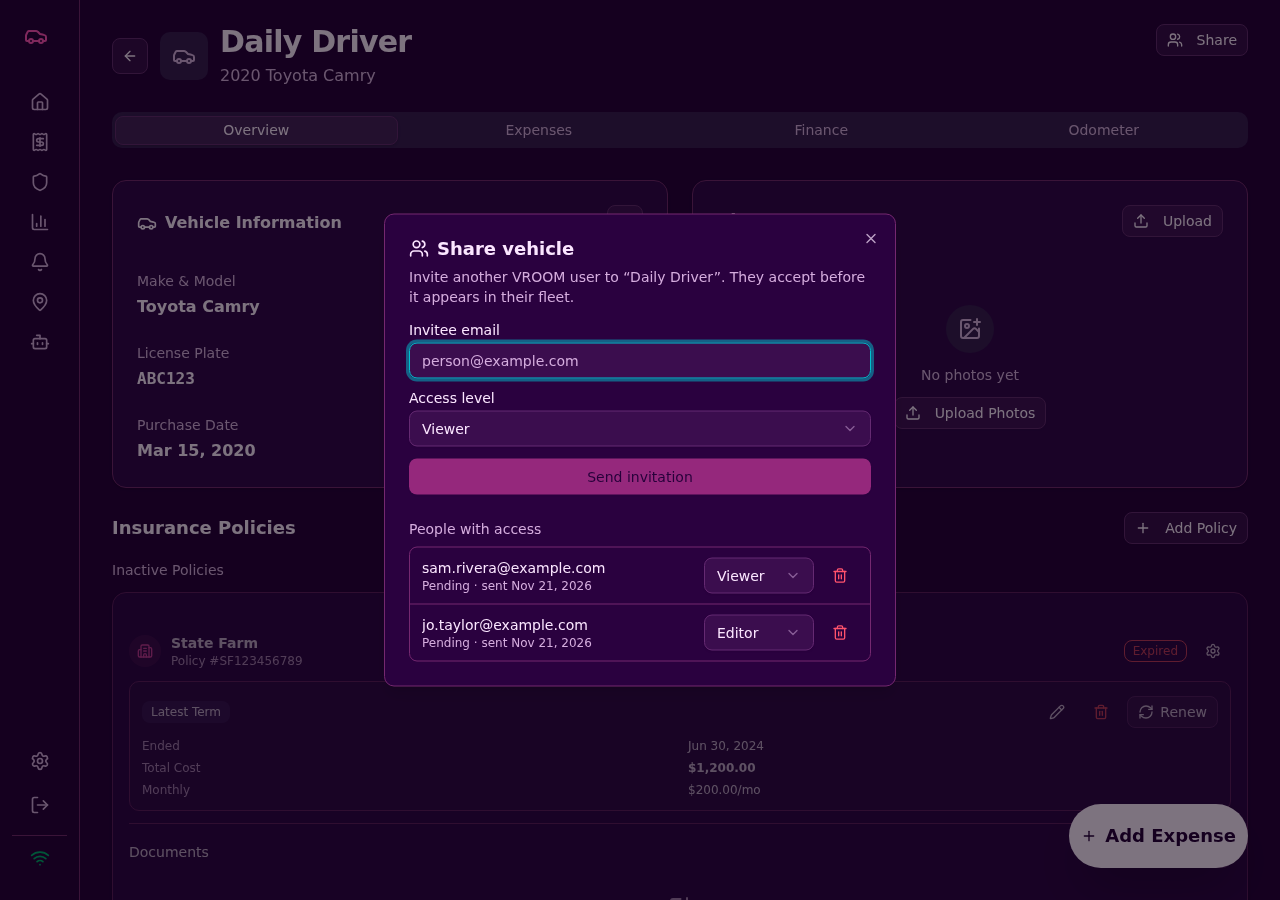 Daily Driver
2020 Toyota Camry
Share
Overview
Expenses
Finance
Odometer
Vehicle Information
Upload
Make & Model
Toyota Camry
License Plate
ABC123
Purchase Date
Mar 15, 2020
No photos yet
Upload Photos
Share vehicle
Invite another VROOM user to “Daily Driver”. They accept before
it appears in their fleet.
Invitee email
person@example.com
Access level
Viewer
Send invitation
People with access
sam.rivera@example.com
Pending · sent Nov 21, 2026
Viewer
jo.taylor@example.com
Pending · sent Nov 21, 2026
Editor
Insurance Policies
Add Policy
Inactive Policies
State Farm
Policy #SF123456789
Expired
Latest Term
Renew
Ended
Jun 30, 2024
Total Cost
$1,200.00
Monthly
$200.00/mo
Add Expense
Documents